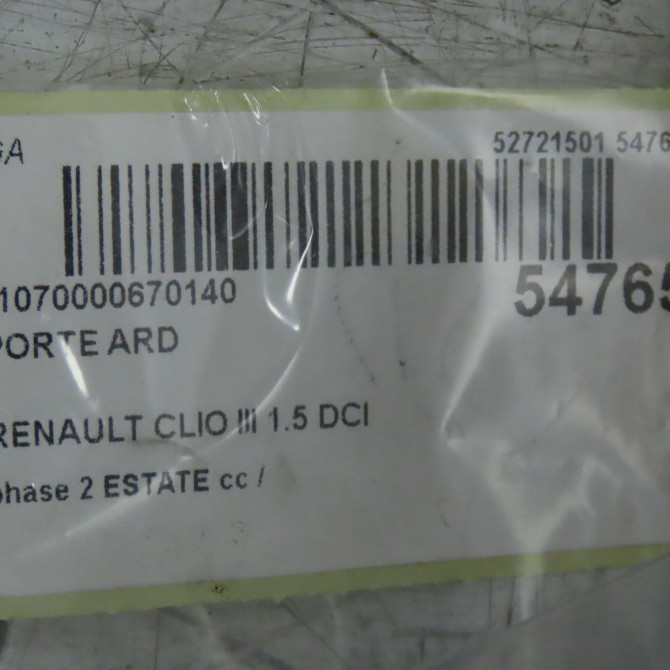 GA 52721501 5476
1070000670140 54765
PORTE ARD
RENAULT CLIO III 1.5 DCI
phase 2 ESTATE cc /